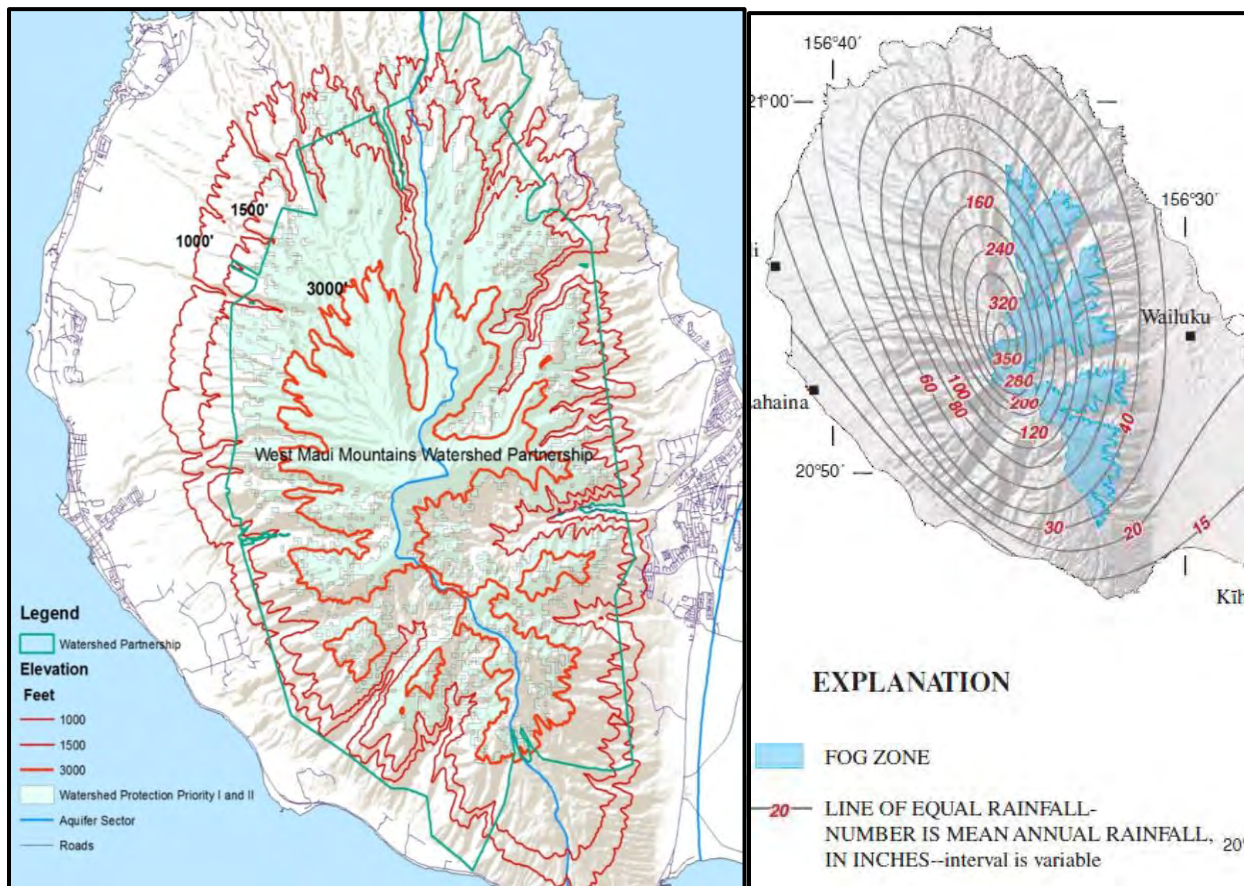 1500'
1000'
3000'
West Maui Mountains Watershed Partnership
Legend
Watershed Partnership
Elevation
Feet
1000
1500
3000
Watershed Protection Priority I and II
Aquifer Sector
Roads
156°40´
21°00´
156°30´
160
240
320
Wailuku
350
280
200
120
100
80
60
40
ahaina
20°50´
30
20
15
Kīh
EXPLANATION
FOG ZONE
20
LINE OF EQUAL RAINFALL-
NUMBER IS MEAN ANNUAL RAINFALL,
IN INCHES--interval is variable
20°